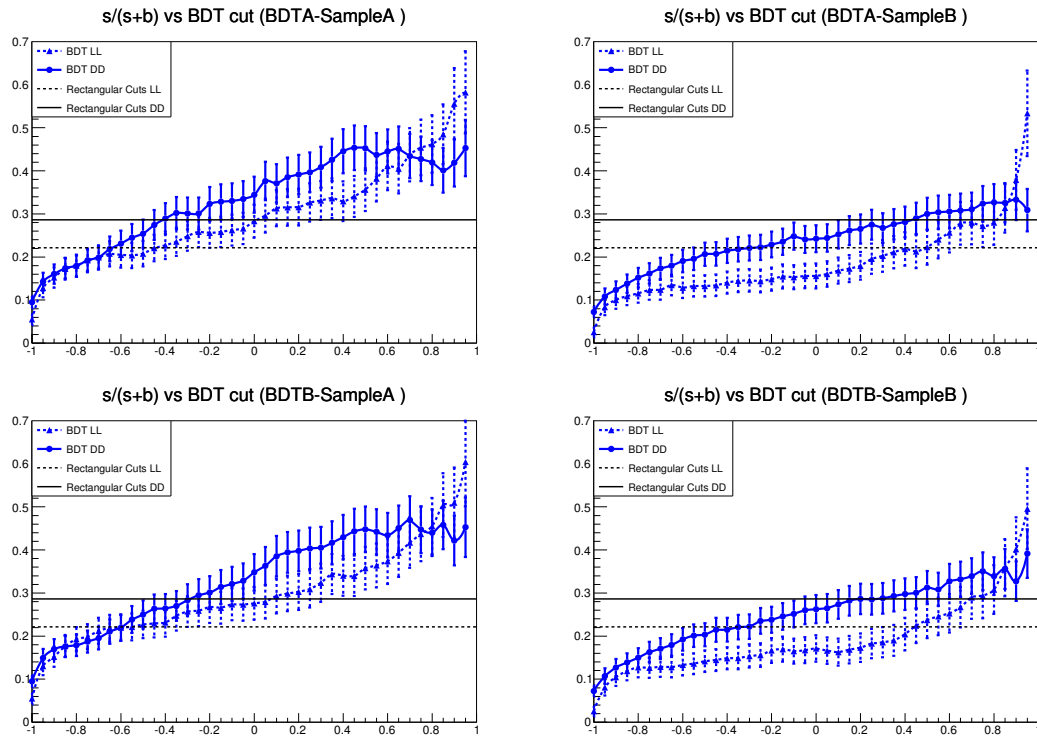 s/(s+b) vs BDT cut (BDTA-SampleA )
BDT LL
BDT DD
Rectangular Cuts LL
Rectangular Cuts DD
0.7
0.6
0.5
0.4
0.3
0.2
0.1
0
-1 -0.8 -0.6 -0.4 -0.2 0 0.2 0.4 0.6 0.8 1
s/(s+b) vs BDT cut (BDTA-SampleB )
BDT LL
BDT DD
Rectangular Cuts LL
Rectangular Cuts DD
0.7
0.6
0.5
0.4
0.3
0.2
0.1
0
-1 -0.8 -0.6 -0.4 -0.2 0 0.2 0.4 0.6 0.8
s/(s+b) vs BDT cut (BDTB-SampleA )
BDT LL
BDT DD
Rectangular Cuts LL
Rectangular Cuts DD
0.7
0.6
0.5
0.4
0.3
0.2
0.1
0
-1 -0.8 -0.6 -0.4 -0.2 0 0.2 0.4 0.6 0.8 1
s/(s+b) vs BDT cut (BDTB-SampleB )
BDT LL
BDT DD
Rectangular Cuts LL
Rectangular Cuts DD
0.7
0.6
0.5
0.4
0.3
0.2
0.1
0
-1 -0.8 -0.6 -0.4 -0.2 0 0.2 0.4 0.6 0.8